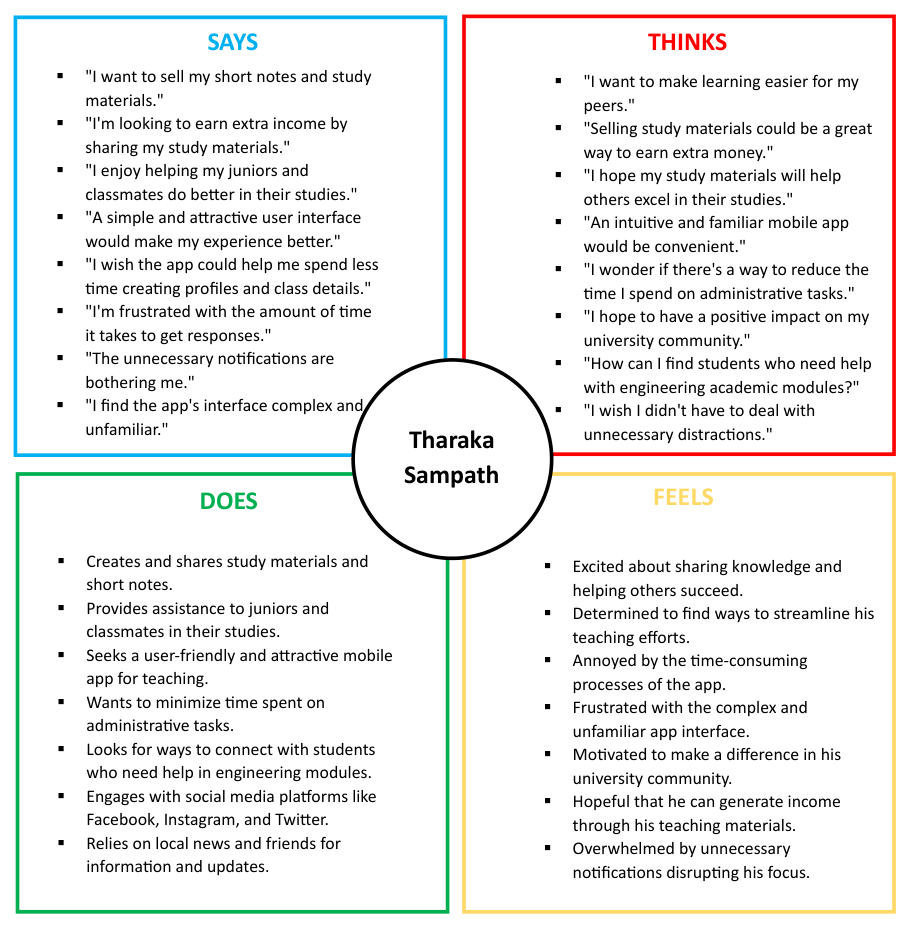 SAYS
▪ "I want to sell my short notes and study
materials."
▪ "I'm looking to earn extra income by
sharing my study materials."
▪ "I enjoy helping my juniors and
classmates do better in their studies."
▪ "A simple and attractive user interface
would make my experience better."
▪ "I wish the app could help me spend less
time creating profiles and class details."
▪ "I'm frustrated with the amount of time
it takes to get responses."
▪ "The unnecessary notifications are
bothering me."
▪ "I find the app's interface complex and
unfamiliar."
THINKS
▪ "I want to make learning easier for my
peers."
▪ "Selling study materials could be a great
way to earn extra money."
▪ "I hope my study materials will help
others excel in their studies."
▪ "An intuitive and familiar mobile app
would be convenient."
▪ "I wonder if there's a way to reduce the
time I spend on administrative tasks."
▪ "I hope to have a positive impact on my
university community."
▪ "How can I find students who need help
with engineering academic modules?"
▪ "I wish I didn't have to deal with
unnecessary distractions."
Tharaka
Sampath
DOES
▪ Creates and shares study materials and
short notes.
▪ Provides assistance to juniors and
classmates in their studies.
▪ Seeks a user-friendly and attractive mobile
app for teaching.
▪ Wants to minimize time spent on
administrative tasks.
▪ Looks for ways to connect with students
who need help in engineering modules.
▪ Engages with social media platforms like
Facebook, Instagram, and Twitter.
▪ Relies on local news and friends for
information and updates.
FEELS
▪ Excited about sharing knowledge and
helping others succeed.
▪ Determined to find ways to streamline his
teaching efforts.
▪ Annoyed by the time-consuming
processes of the app.
▪ Frustrated with the complex and
unfamiliar app interface.
▪ Motivated to make a difference in his
university community.
▪ Hopeful that he can generate income
through his teaching materials.
▪ Overwhelmed by unnecessary
notifications disrupting his focus.